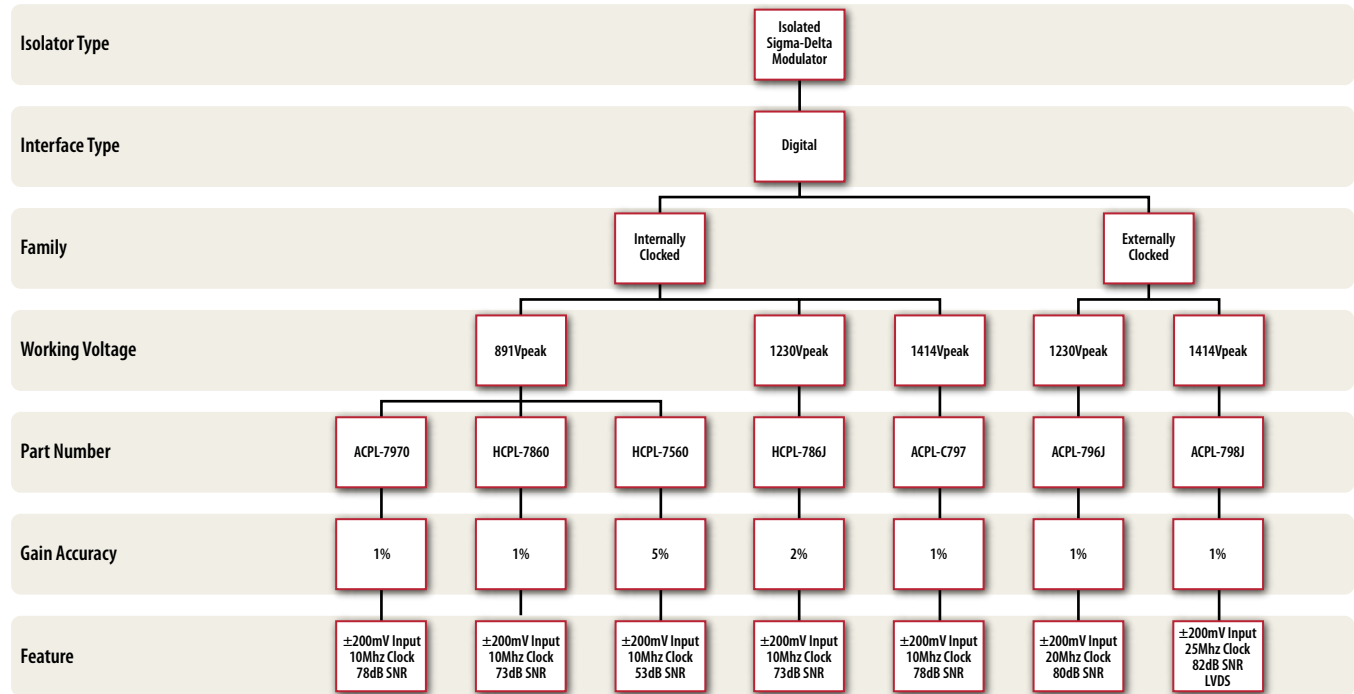 Isolator Type
Isolated
Sigma-Delta
Modulator
Interface Type
Digital
Family
Internally
Clocked
Externally
Clocked
Working Voltage
891Vpeak
1230Vpeak
1414Vpeak
1230Vpeak
1414Vpeak
Part Number
ACPL-7970
HCPL-7860
HCPL-7560
HCPL-786J
ACPL-C797
ACPL-796J
ACPL-798J
Gain Accuracy
1%
1%
5%
2%
1%
1%
1%
Feature
±200mV Input
10Mhz Clock
78dB SNR
±200mV Input
10Mhz Clock
73dB SNR
±200mV Input
10Mhz Clock
53dB SNR
±200mV Input
10Mhz Clock
73dB SNR
±200mV Input
10Mhz Clock
78dB SNR
±200mV Input
20Mhz Clock
80dB SNR
±200mV Input
25Mhz Clock
82dB SNR
LVDS